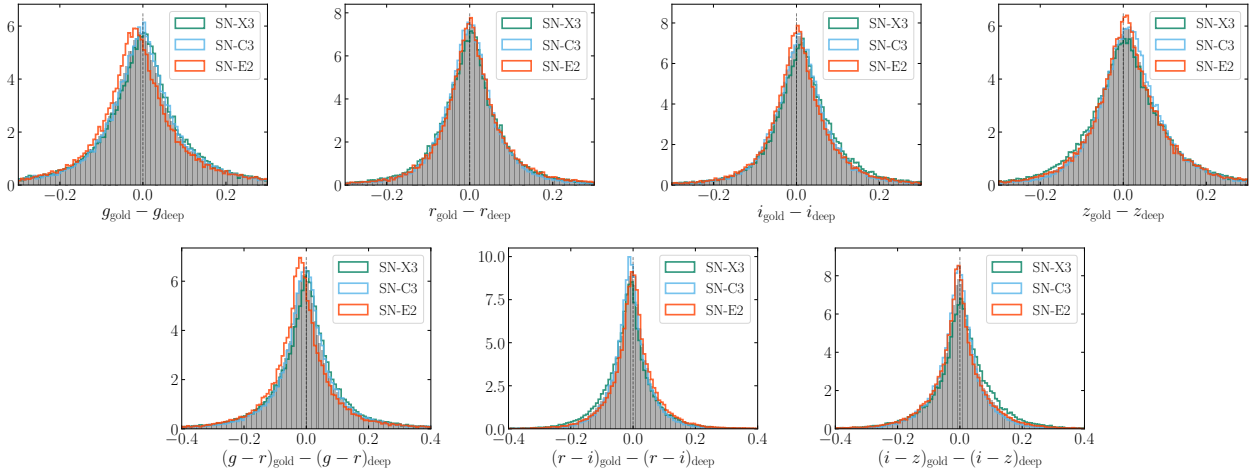 6
4
2
0
−0.2
0.0
0.2
SN-X3
SN-C3
SN-E2
g_gold − g_deep
8
6
4
2
0
−0.2
0.0
0.2
SN-X3
SN-C3
SN-E2
r_gold − r_deep
8
6
4
2
0
−0.2
0.0
0.2
SN-X3
SN-C3
SN-E2
i_gold − i_deep
6
4
2
0
−0.2
0.0
0.2
SN-X3
SN-C3
SN-E2
z_gold − z_deep
6
4
2
0
−0.4
−0.2
0.0
0.2
0.4
SN-X3
SN-C3
SN-E2
(g − r)_gold − (g − r)_deep
10.0
7.5
5.0
2.5
0.0
−0.4
−0.2
0.0
0.2
0.4
SN-X3
SN-C3
SN-E2
(r − i)_gold − (r − i)_deep
8
6
4
2
0
−0.4
−0.2
0.0
0.2
0.4
SN-X3
SN-C3
SN-E2
(i − z)_gold − (i − z)_deep